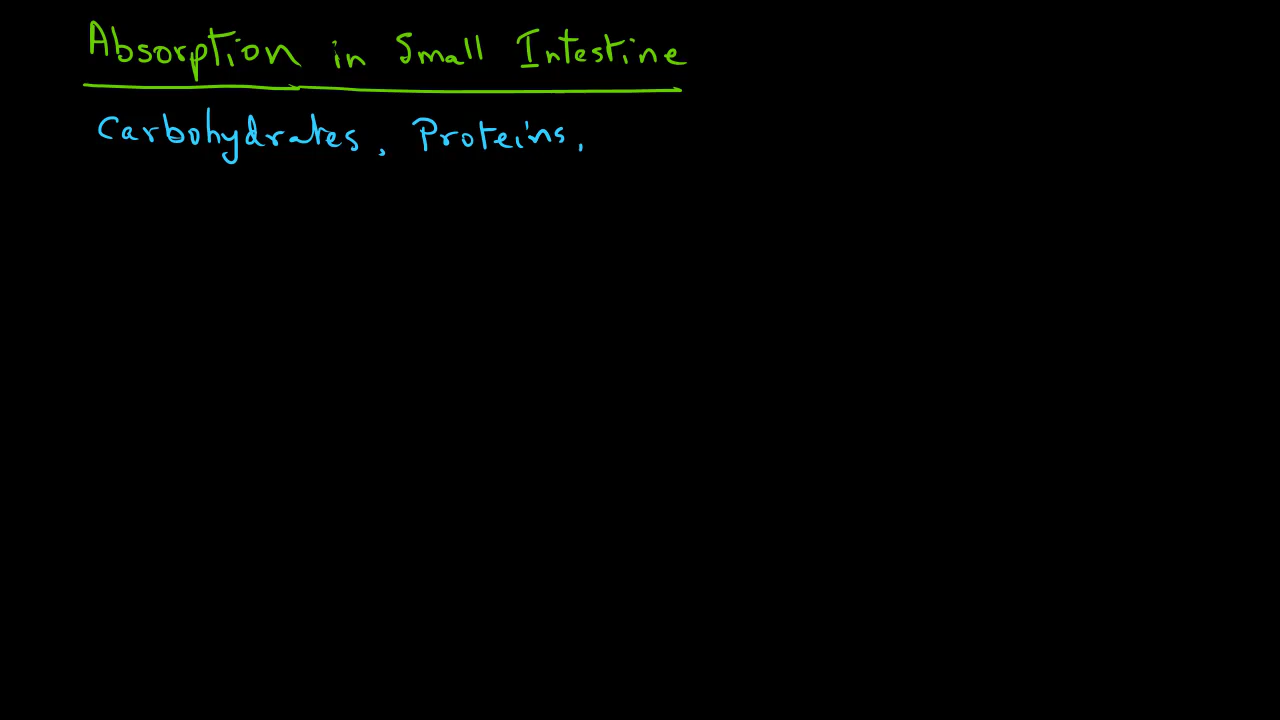 Absorption in Small Intestine
Carbohydrates, Proteins,